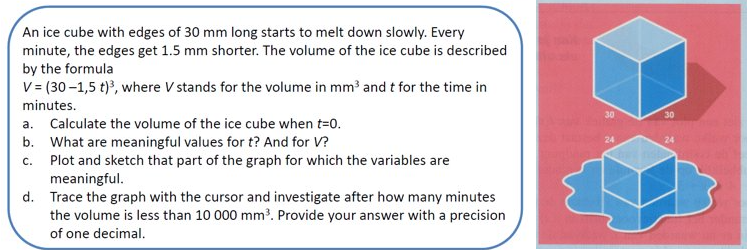 An ice cube with edges of 30 mm long starts to melt down slowly. Every
minute, the edges get 1.5 mm shorter. The volume of the ice cube is described
by the formula
V = (30 –1,5 t)³, where V stands for the volume in mm³ and t for the time in
minutes.
a. Calculate the volume of the ice cube when t=0.
b. What are meaningful values for t? And for V?
c. Plot and sketch that part of the graph for which the variables are
meaningful.
d. Trace the graph with the cursor and investigate after how many minutes
the volume is less than 10 000 mm³. Provide your answer with a precision
of one decimal.
30 30
24 24